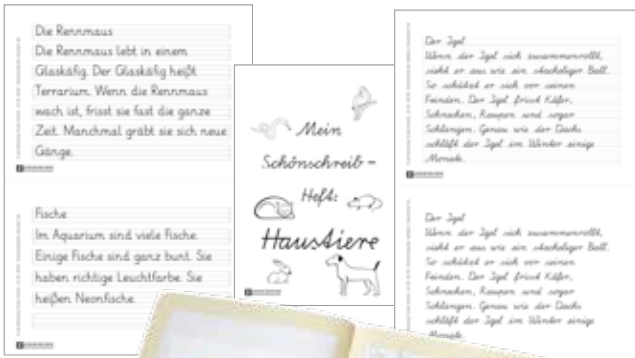 Die Rennmaus
Die Rennmaus lebt in einem
Glaskäfig. Der Glaskäfig heißt
Terrarium. Wenn die Rennmaus
wach ist, frisst sie fast die ganze
Zeit. Manchmal gräbt sie sich neue
Gänge.
Fische
Im Aquarium sind viele Fische.
Einige Fische sind ganz bunt. Sie
haben richtige Leuchtfarbe. Sie
heißen Neonfische.
Mein
Schönschreib-
Heft:
Haustiere
Der Igel
Wenn der Igel sich zusammenrollt,
sieht er aus wie ein stacheliger Ball.
So schützt er sich vor seinen
Feinden. Der Igel frisst Käfer,
Schnecken, Raupen und sogar
Schlangen. Genau wie der Dachs
schläft der Igel im Winter einige
Monate.
Der Igel
Wenn der Igel sich zusammenrollt,
sieht er aus wie ein stacheliger Ball.
So schützt er sich vor seinen
Feinden. Der Igel frisst Käfer,
Schnecken, Raupen und sogar
Schlangen. Genau wie der Dachs
schläft der Igel im Winter einige
Monate.